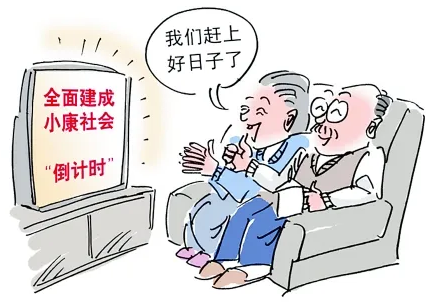 全面建成
小康社会
“倒计时”
我们赶上
好日子了